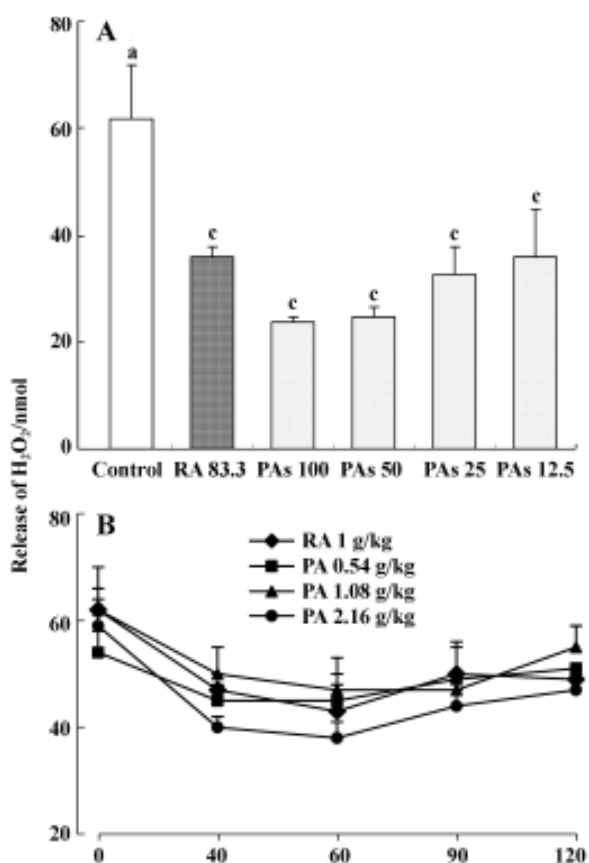 80
A
a
60
c
c
40
c
c
c
20
0
Control RA 83.3 PAs 100 PAs 50 PAs 25 PAs 12.5
Release of H₂O₂/nmol
80
B
RA 1 g/kg
PA 0.54 g/kg
PA 1.08 g/kg
PA 2.16 g/kg
60
40
20
0 40 60 90 120